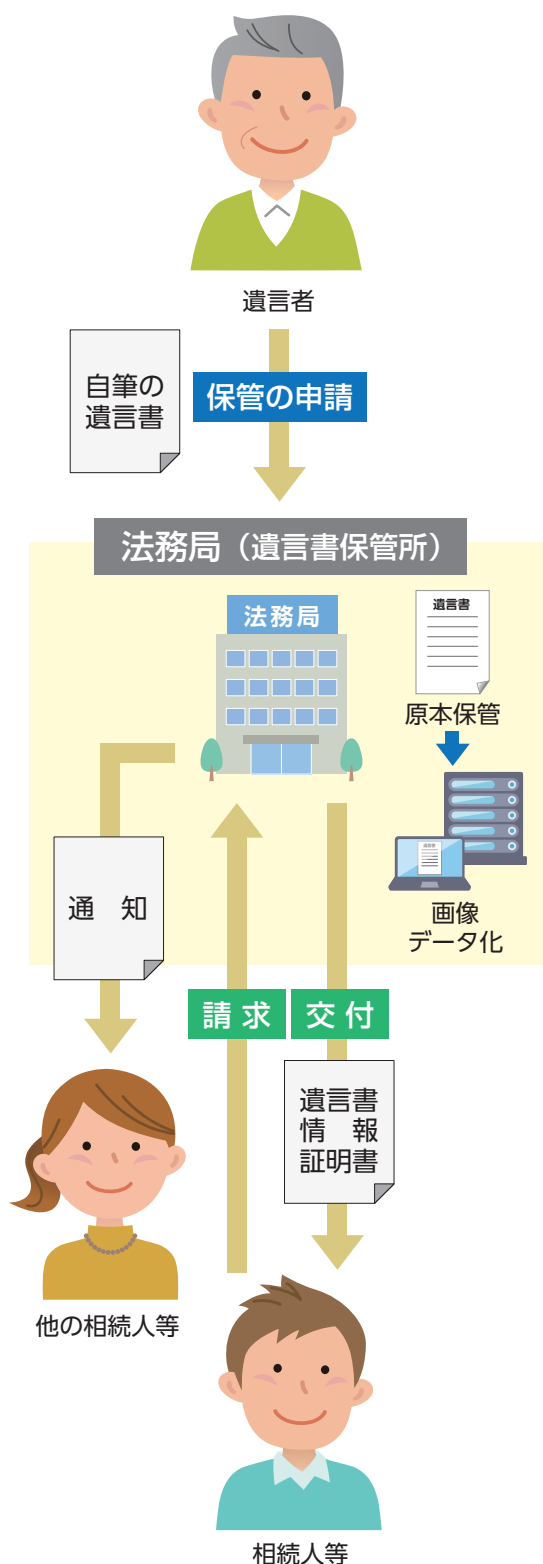 遺言者
自筆の
遺言書
保管の申請
法務局（遺言書保管所）
法務局
遺言書
原本保管
画像
データ化
通　知
請 求
交 付
遺言書
情　報
証明書
他の相続人等
相続人等